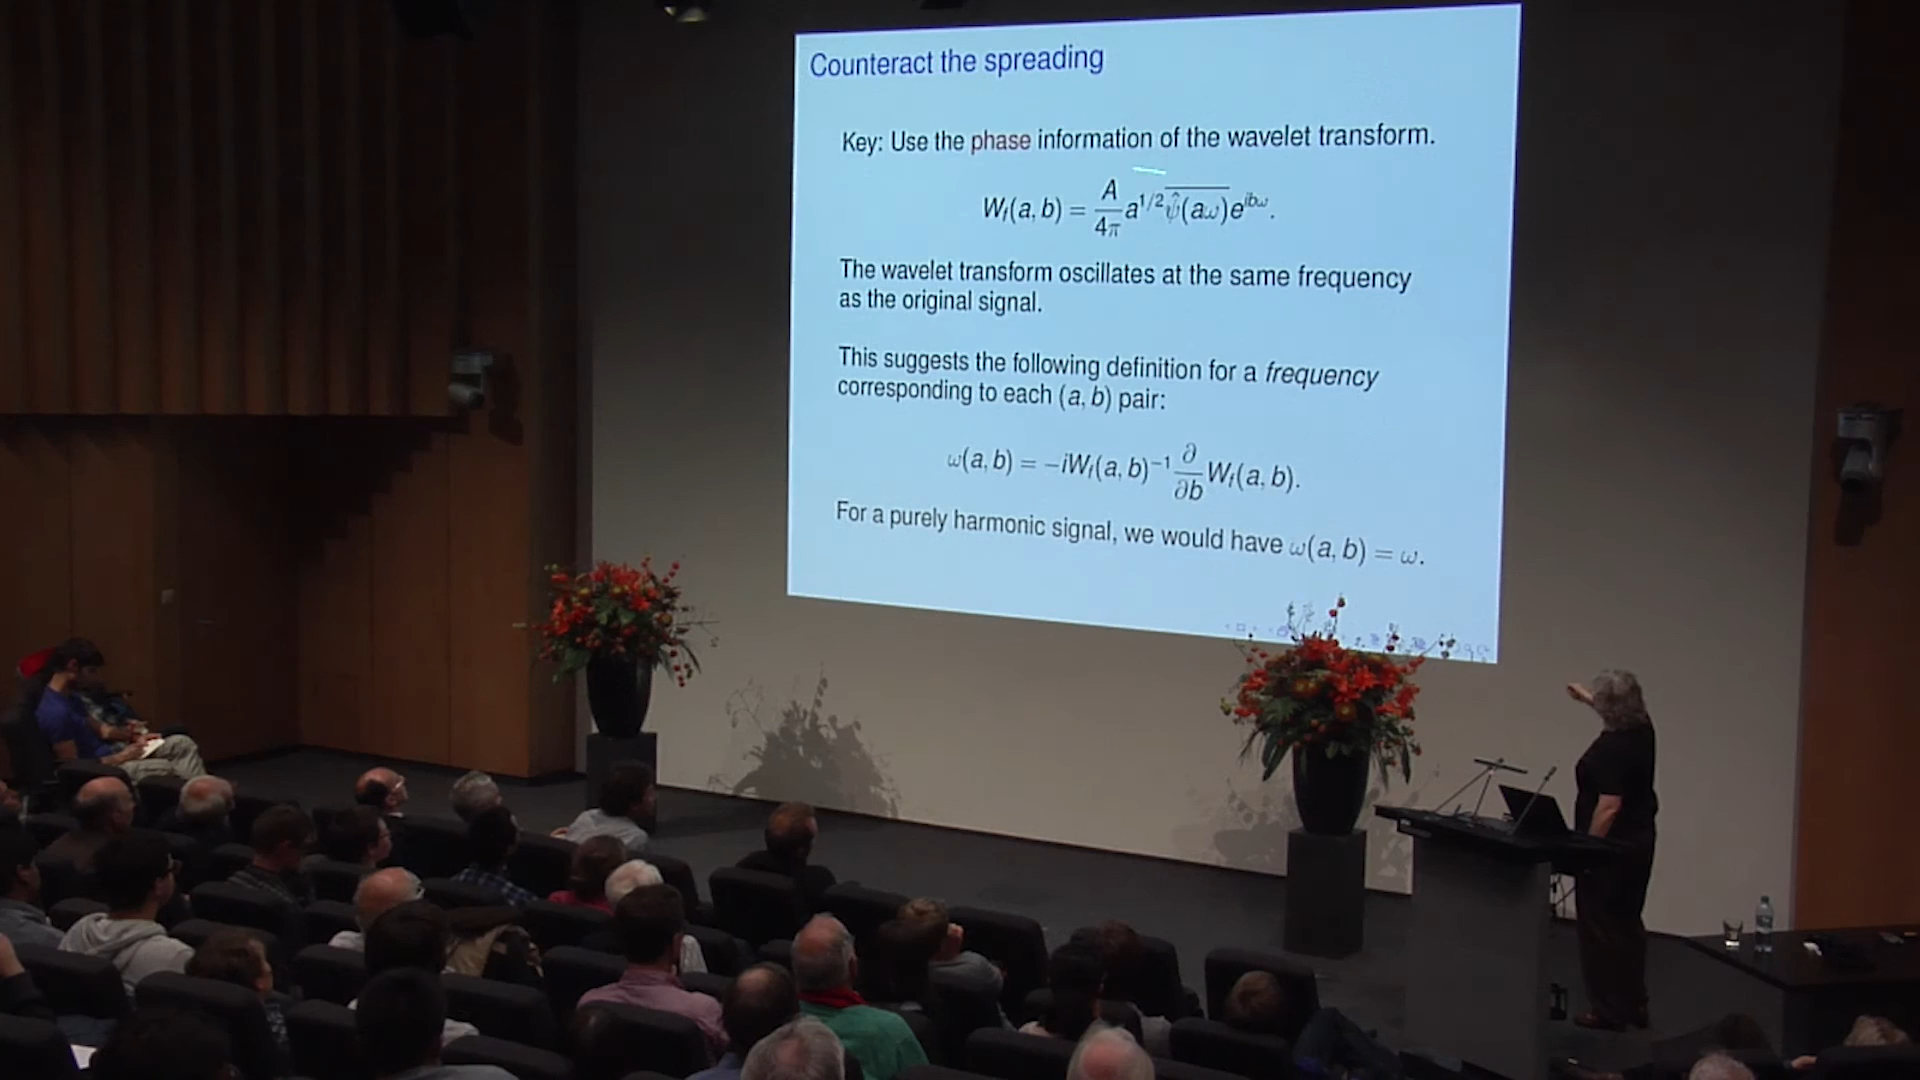 Counteract the spreading
Key: Use the phase information of the wavelet transform.
W_f(a, b) = \frac{A}{4π} a^{1/2} \overline{\hat{ψ}(aω)} e^{ibω}.
The wavelet transform oscillates at the same frequency
as the original signal.
This suggests the following definition for a frequency
corresponding to each (a, b) pair:
ω(a, b) = −iW_f(a, b)^{−1} \frac{∂}{∂b} W_f(a, b).
For a purely harmonic signal, we would have ω(a, b) = ω.